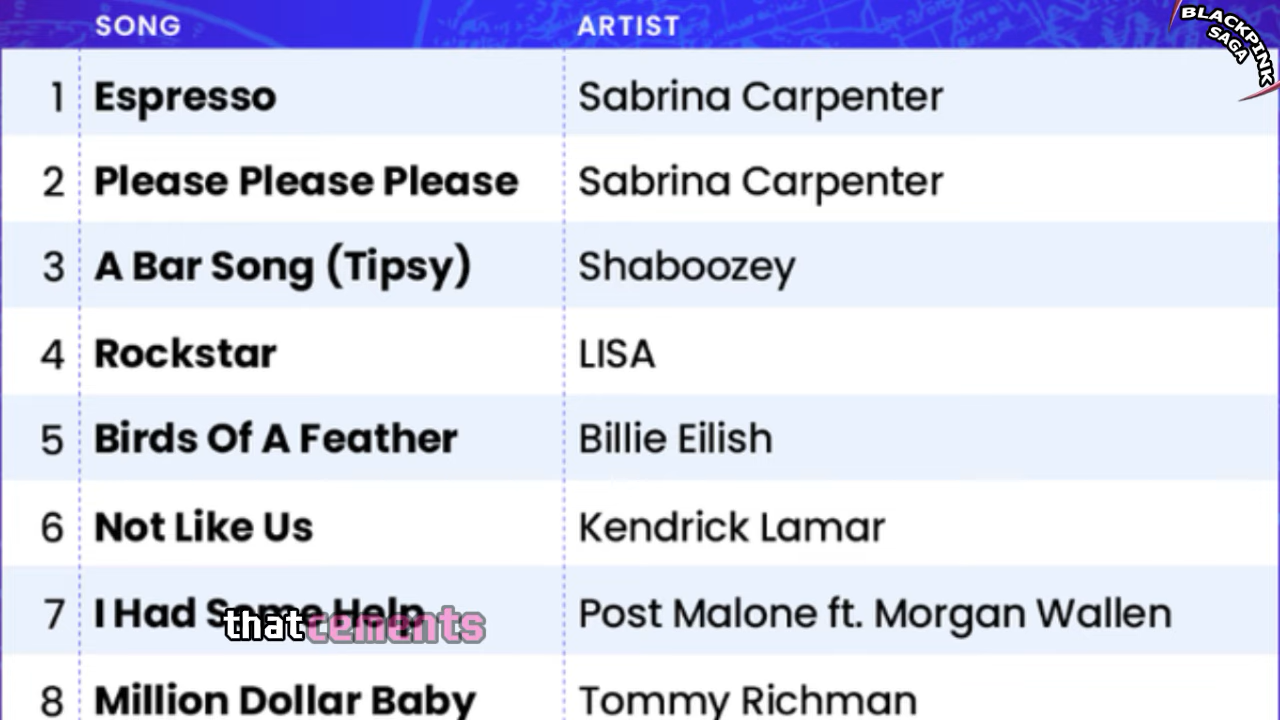 SONG ARTIST
BLACKPINK
SAGA
1 Espresso Sabrina Carpenter
2 Please Please Please Sabrina Carpenter
3 A Bar Song (Tipsy) Shaboozey
4 Rockstar LISA
5 Birds Of A Feather Billie Eilish
6 Not Like Us Kendrick Lamar
7 I Had Some Help Post Malone ft. Morgan Wallen
that cements
8 Million Dollar Baby Tommy Richman